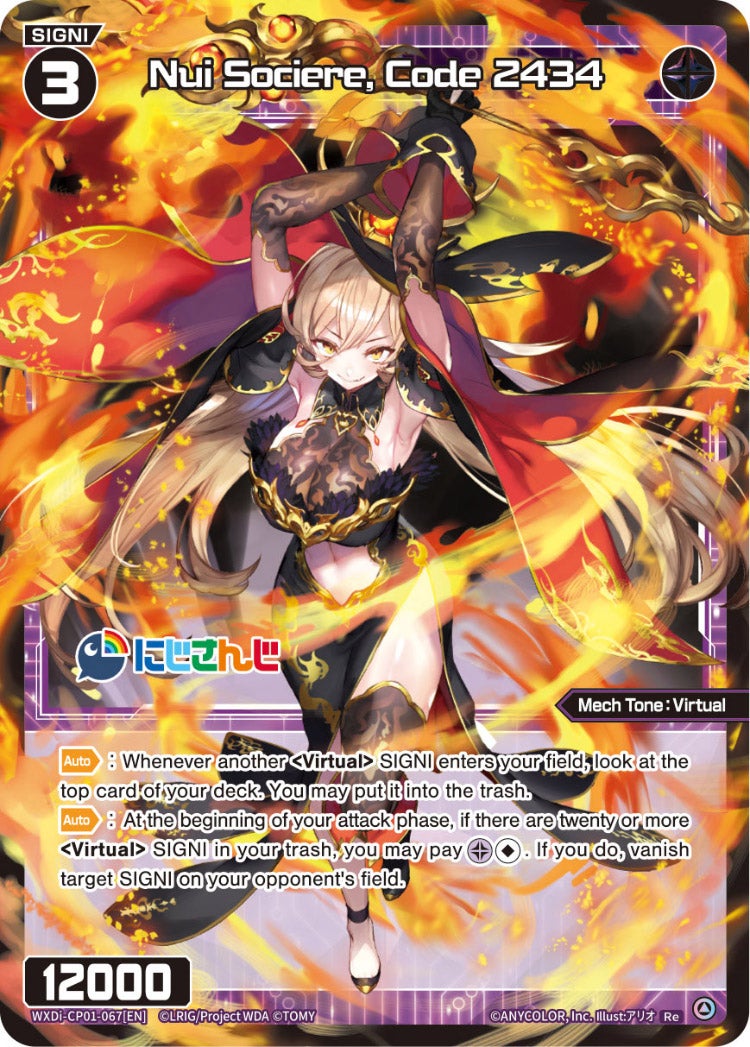 SIGNI
3
Nui Sociere, Code 2434
にじさんじ
Mech Tone:Virtual
Auto : Whenever another <Virtual> SIGNI enters your field, look at the
top card of your deck. You may put it into the trash.
Auto : At the beginning of your attack phase, if there are twenty or more
<Virtual> SIGNI in your trash, you may pay . If you do, vanish
target SIGNI on your opponent's field.
12000
WXDi-CP01-067[EN] ©LRIG/Project WDA ©TOMY ©ANYCOLOR, Inc. Illust:アリオ Re